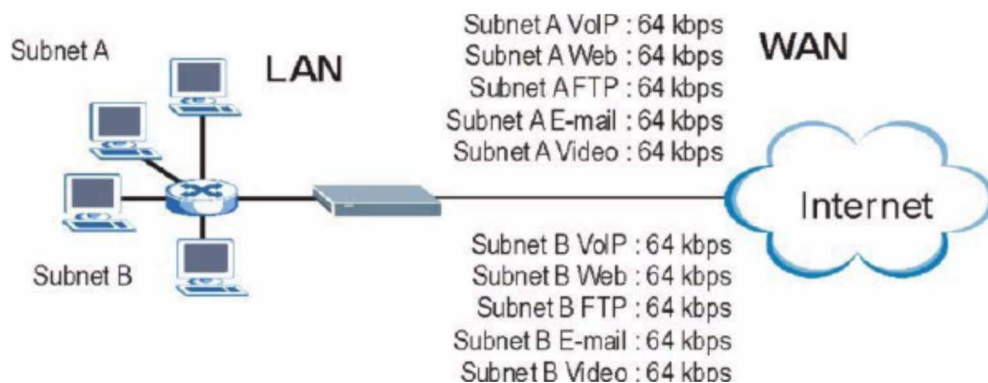 Subnet A
LAN
Subnet A VoIP : 64 kbps
Subnet A Web : 64 kbps
Subnet A FTP : 64 kbps
Subnet A E-mail : 64 kbps
Subnet A Video : 64 kbps
WAN
Internet
Subnet B
Subnet B VoIP : 64 kbps
Subnet B Web : 64 kbps
Subnet B FTP : 64 kbps
Subnet B E-mail : 64 kbps
Subnet B Video : 64 kbps